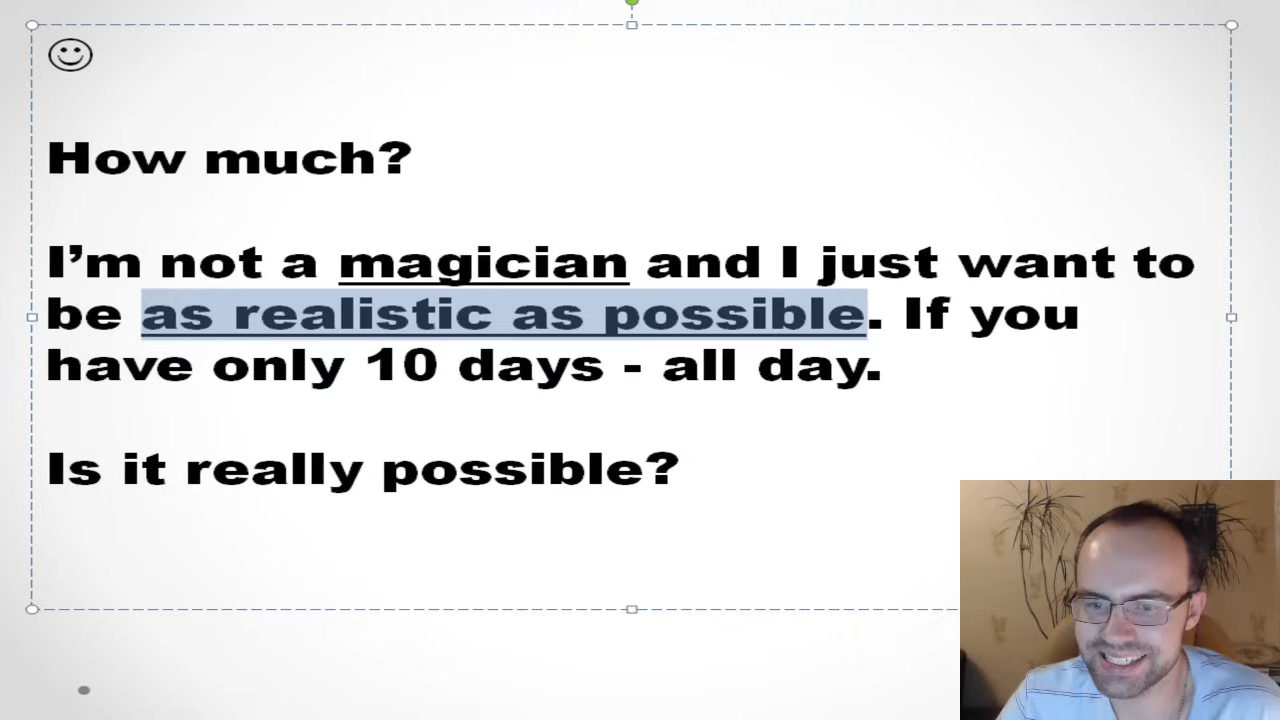 How much?
I’m not a magician and I just want to
be as realistic as possible. If you
have only 10 days - all day.
Is it really possible?